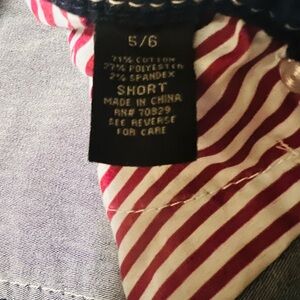 5/6
71% COTTON
27% POLYESTER
2% SPANDEX
SHORT
MADE IN CHINA
RN# 70829
SEE REVERSE
FOR CARE